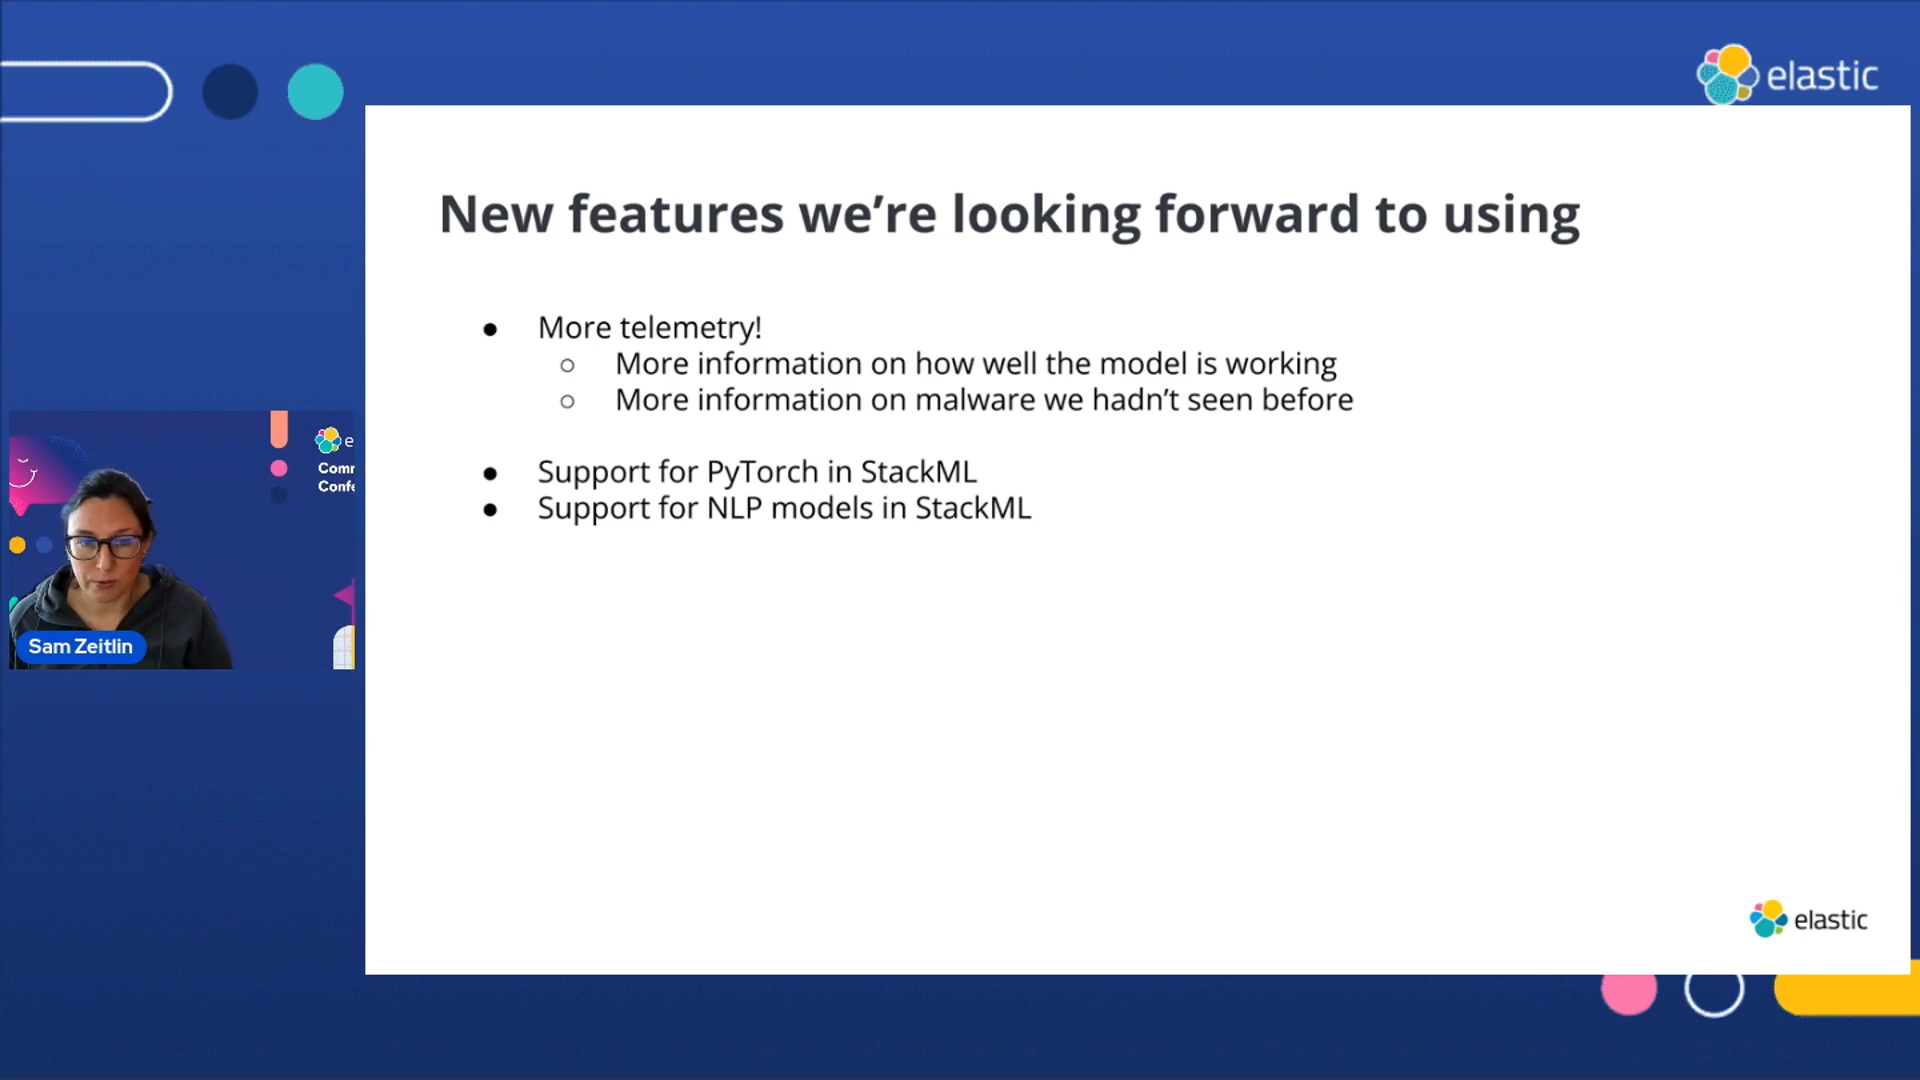 elastic
New features we’re looking forward to using
● More telemetry!
○ More information on how well the model is working
○ More information on malware we hadn’t seen before
● Support for PyTorch in StackML
● Support for NLP models in StackML
e
Comm
Confe
Sam Zeitlin
elastic